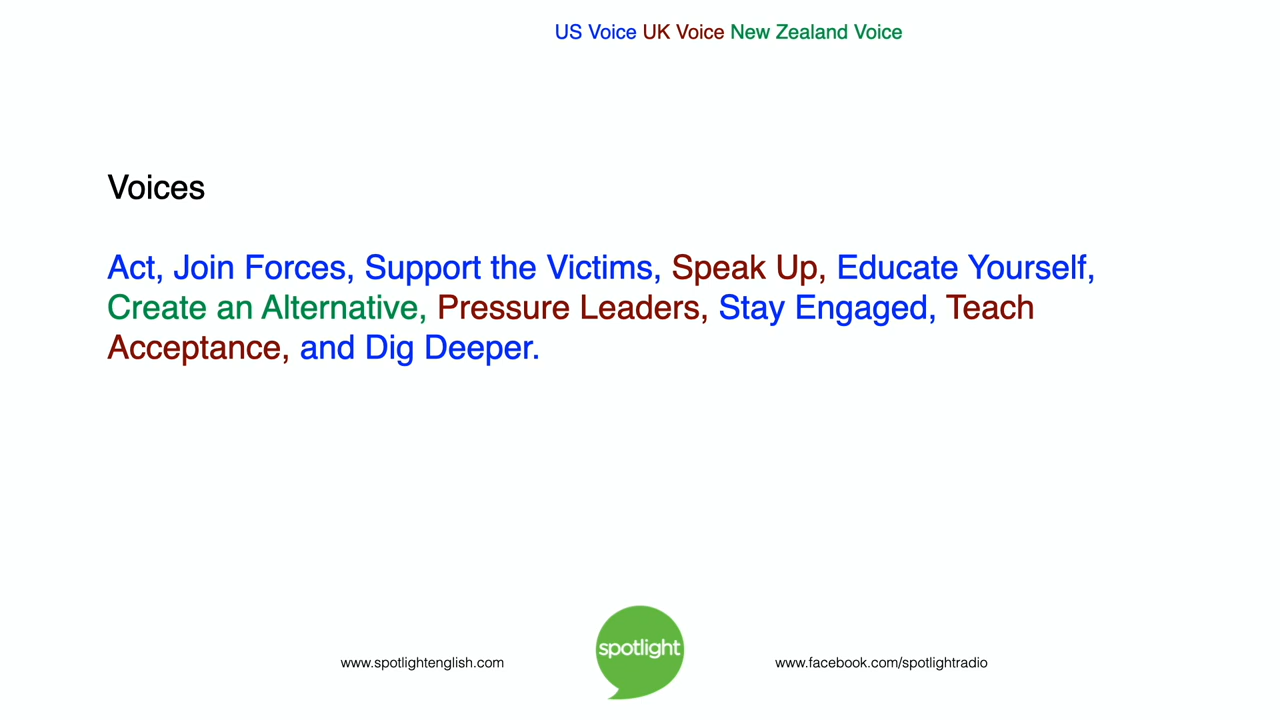 US Voice UK Voice New Zealand Voice
Voices
Act, Join Forces, Support the Victims, Speak Up, Educate Yourself,
Create an Alternative, Pressure Leaders, Stay Engaged, Teach
Acceptance, and Dig Deeper.
spotlight
www.spotlightenglish.com
www.facebook.com/spotlightradio